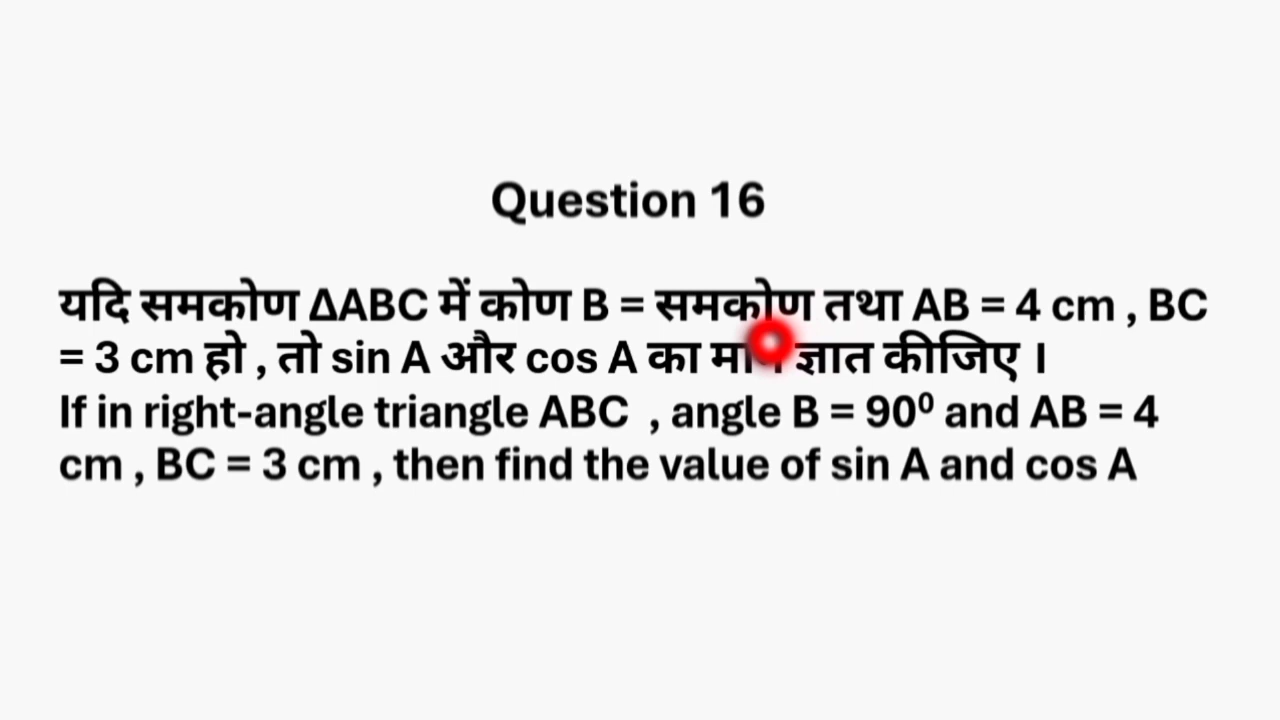 Question 16
यदि समकोण ΔABC में कोण B = समकोण तथा AB = 4 cm , BC
= 3 cm हो , तो sin A और cos A का मान ज्ञात कीजिए ।
If in right-angle triangle ABC , angle B = 90⁰ and AB = 4
cm , BC = 3 cm , then find the value of sin A and cos A